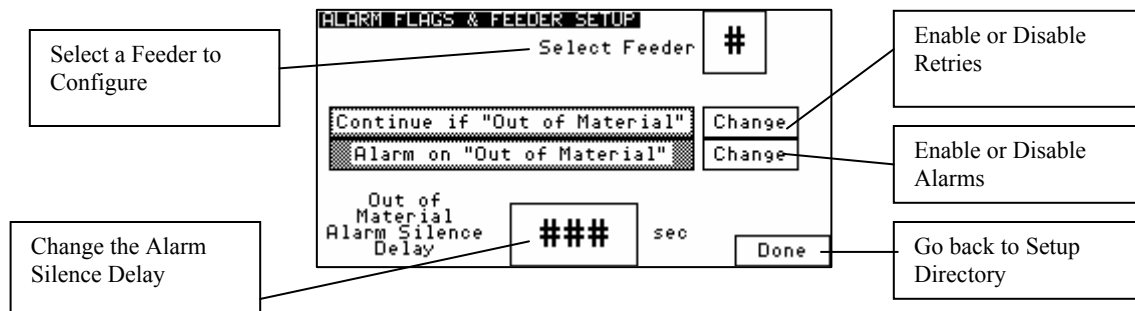 ALARM FLAGS & FEEDER SETUP
Select Feeder
#
Select a Feeder to
Configure
Enable or Disable
Retries
Continue if "Out of Material"
Change
Alarm on "Out of Material"
Change
Enable or Disable
Alarms
Out of
Material
Alarm Silence
Delay
###
sec
Done
Change the Alarm
Silence Delay
Go back to Setup
Directory